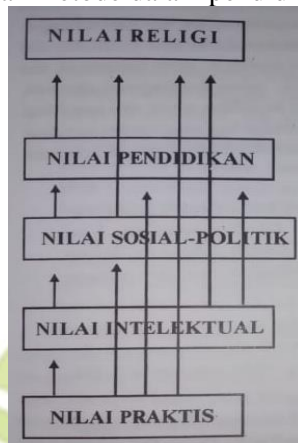 NILAI RELIGI
NILAI PENDIDIKAN
NILAI SOSIAL-POLITIK
NILAI INTELEKTUAL
NILAI PRAKTIS